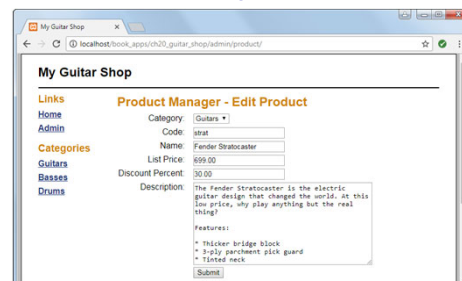 My Guitar Shop
localhost/book_apps/ch20_guitar_shop/admin/product/
My Guitar Shop
Links
Home
Admin
Categories
Guitars
Basses
Drums
Product Manager - Edit Product
Category: Guitars
Code: strat
Name: Fender Stratocaster
List Price: 699.00
Discount Percent: 30.00
Description: The Fender Stratocaster is the electric
guitar design that changed the world. At this
low price, why play anything but the real
thing?
Features:
* Thicker bridge block
* 3-ply parchment pick guard
* Tinted neck
Submit